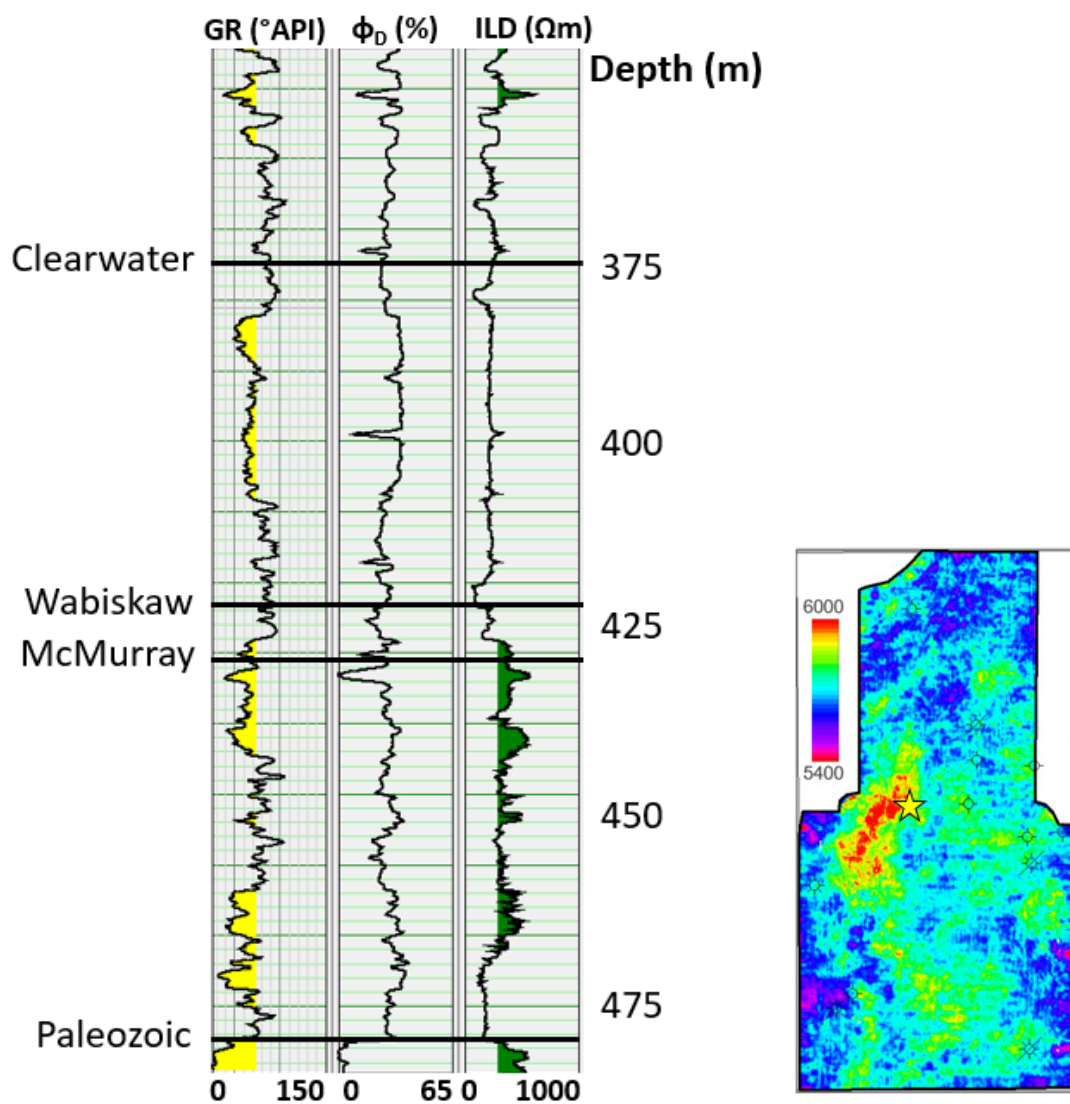 GR (°API) ϕD (%) ILD (Ωm)
Depth (m)
Clearwater
375
400
Wabiskaw
425
McMurray
450
475
Paleozoic
0 150 0 65 0 1000
6000
5400